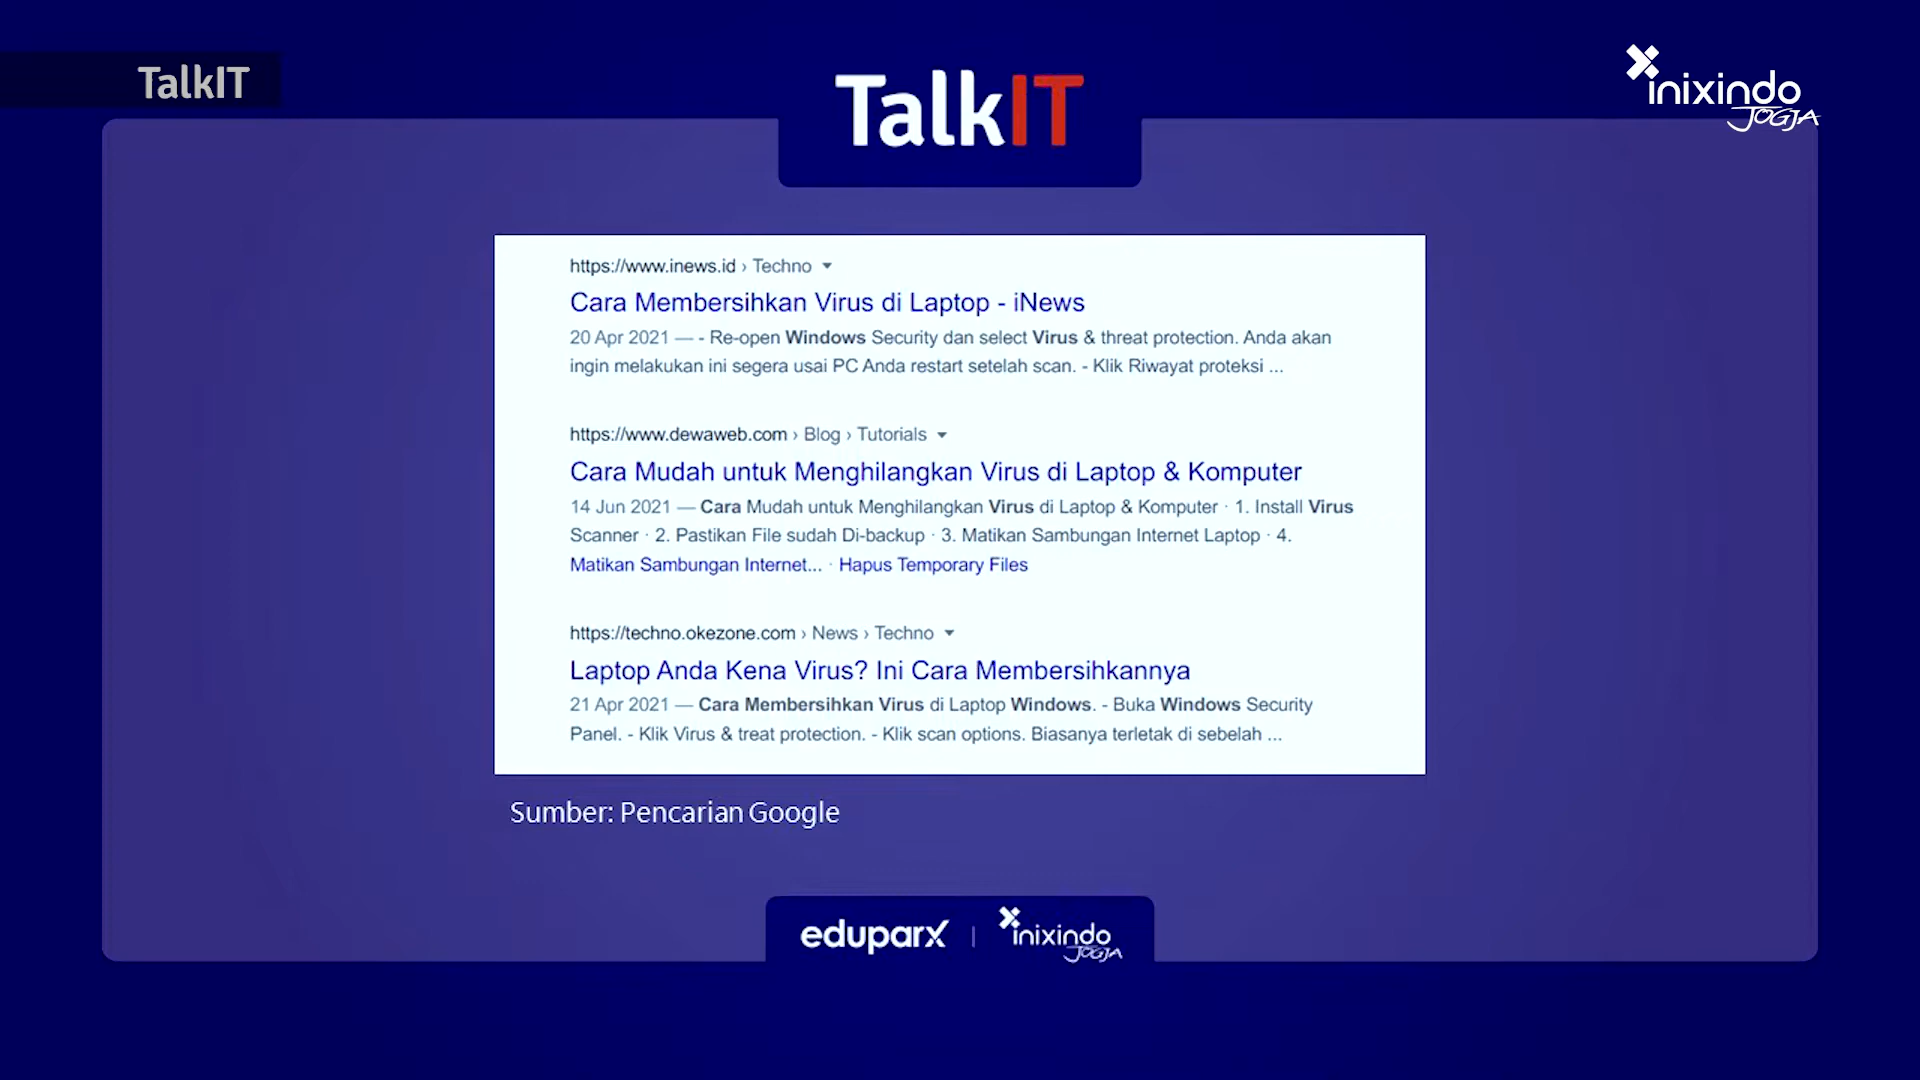 TalkIT
TalkIT
inixindo
JOGJA
https://www.inews.id › Techno
Cara Membersihkan Virus di Laptop - iNews
20 Apr 2021 — - Re-open Windows Security dan select Virus & threat protection. Anda akan
ingin melakukan ini segera usai PC Anda restart setelah scan. - Klik Riwayat proteksi ...
https://www.dewaweb.com › Blog › Tutorials
Cara Mudah untuk Menghilangkan Virus di Laptop & Komputer
14 Jun 2021 — Cara Mudah untuk Menghilangkan Virus di Laptop & Komputer · 1. Install Virus
Scanner · 2. Pastikan File sudah Di-backup · 3. Matikan Sambungan Internet Laptop · 4.
Matikan Sambungan Internet... · Hapus Temporary Files
https://techno.okezone.com › News › Techno
Laptop Anda Kena Virus? Ini Cara Membersihkannya
21 Apr 2021 — Cara Membersihkan Virus di Laptop Windows. - Buka Windows Security
Panel. - Klik Virus & treat protection. - Klik scan options. Biasanya terletak di sebelah ...
Sumber: Pencarian Google
eduparx | inixindo
JOGJA